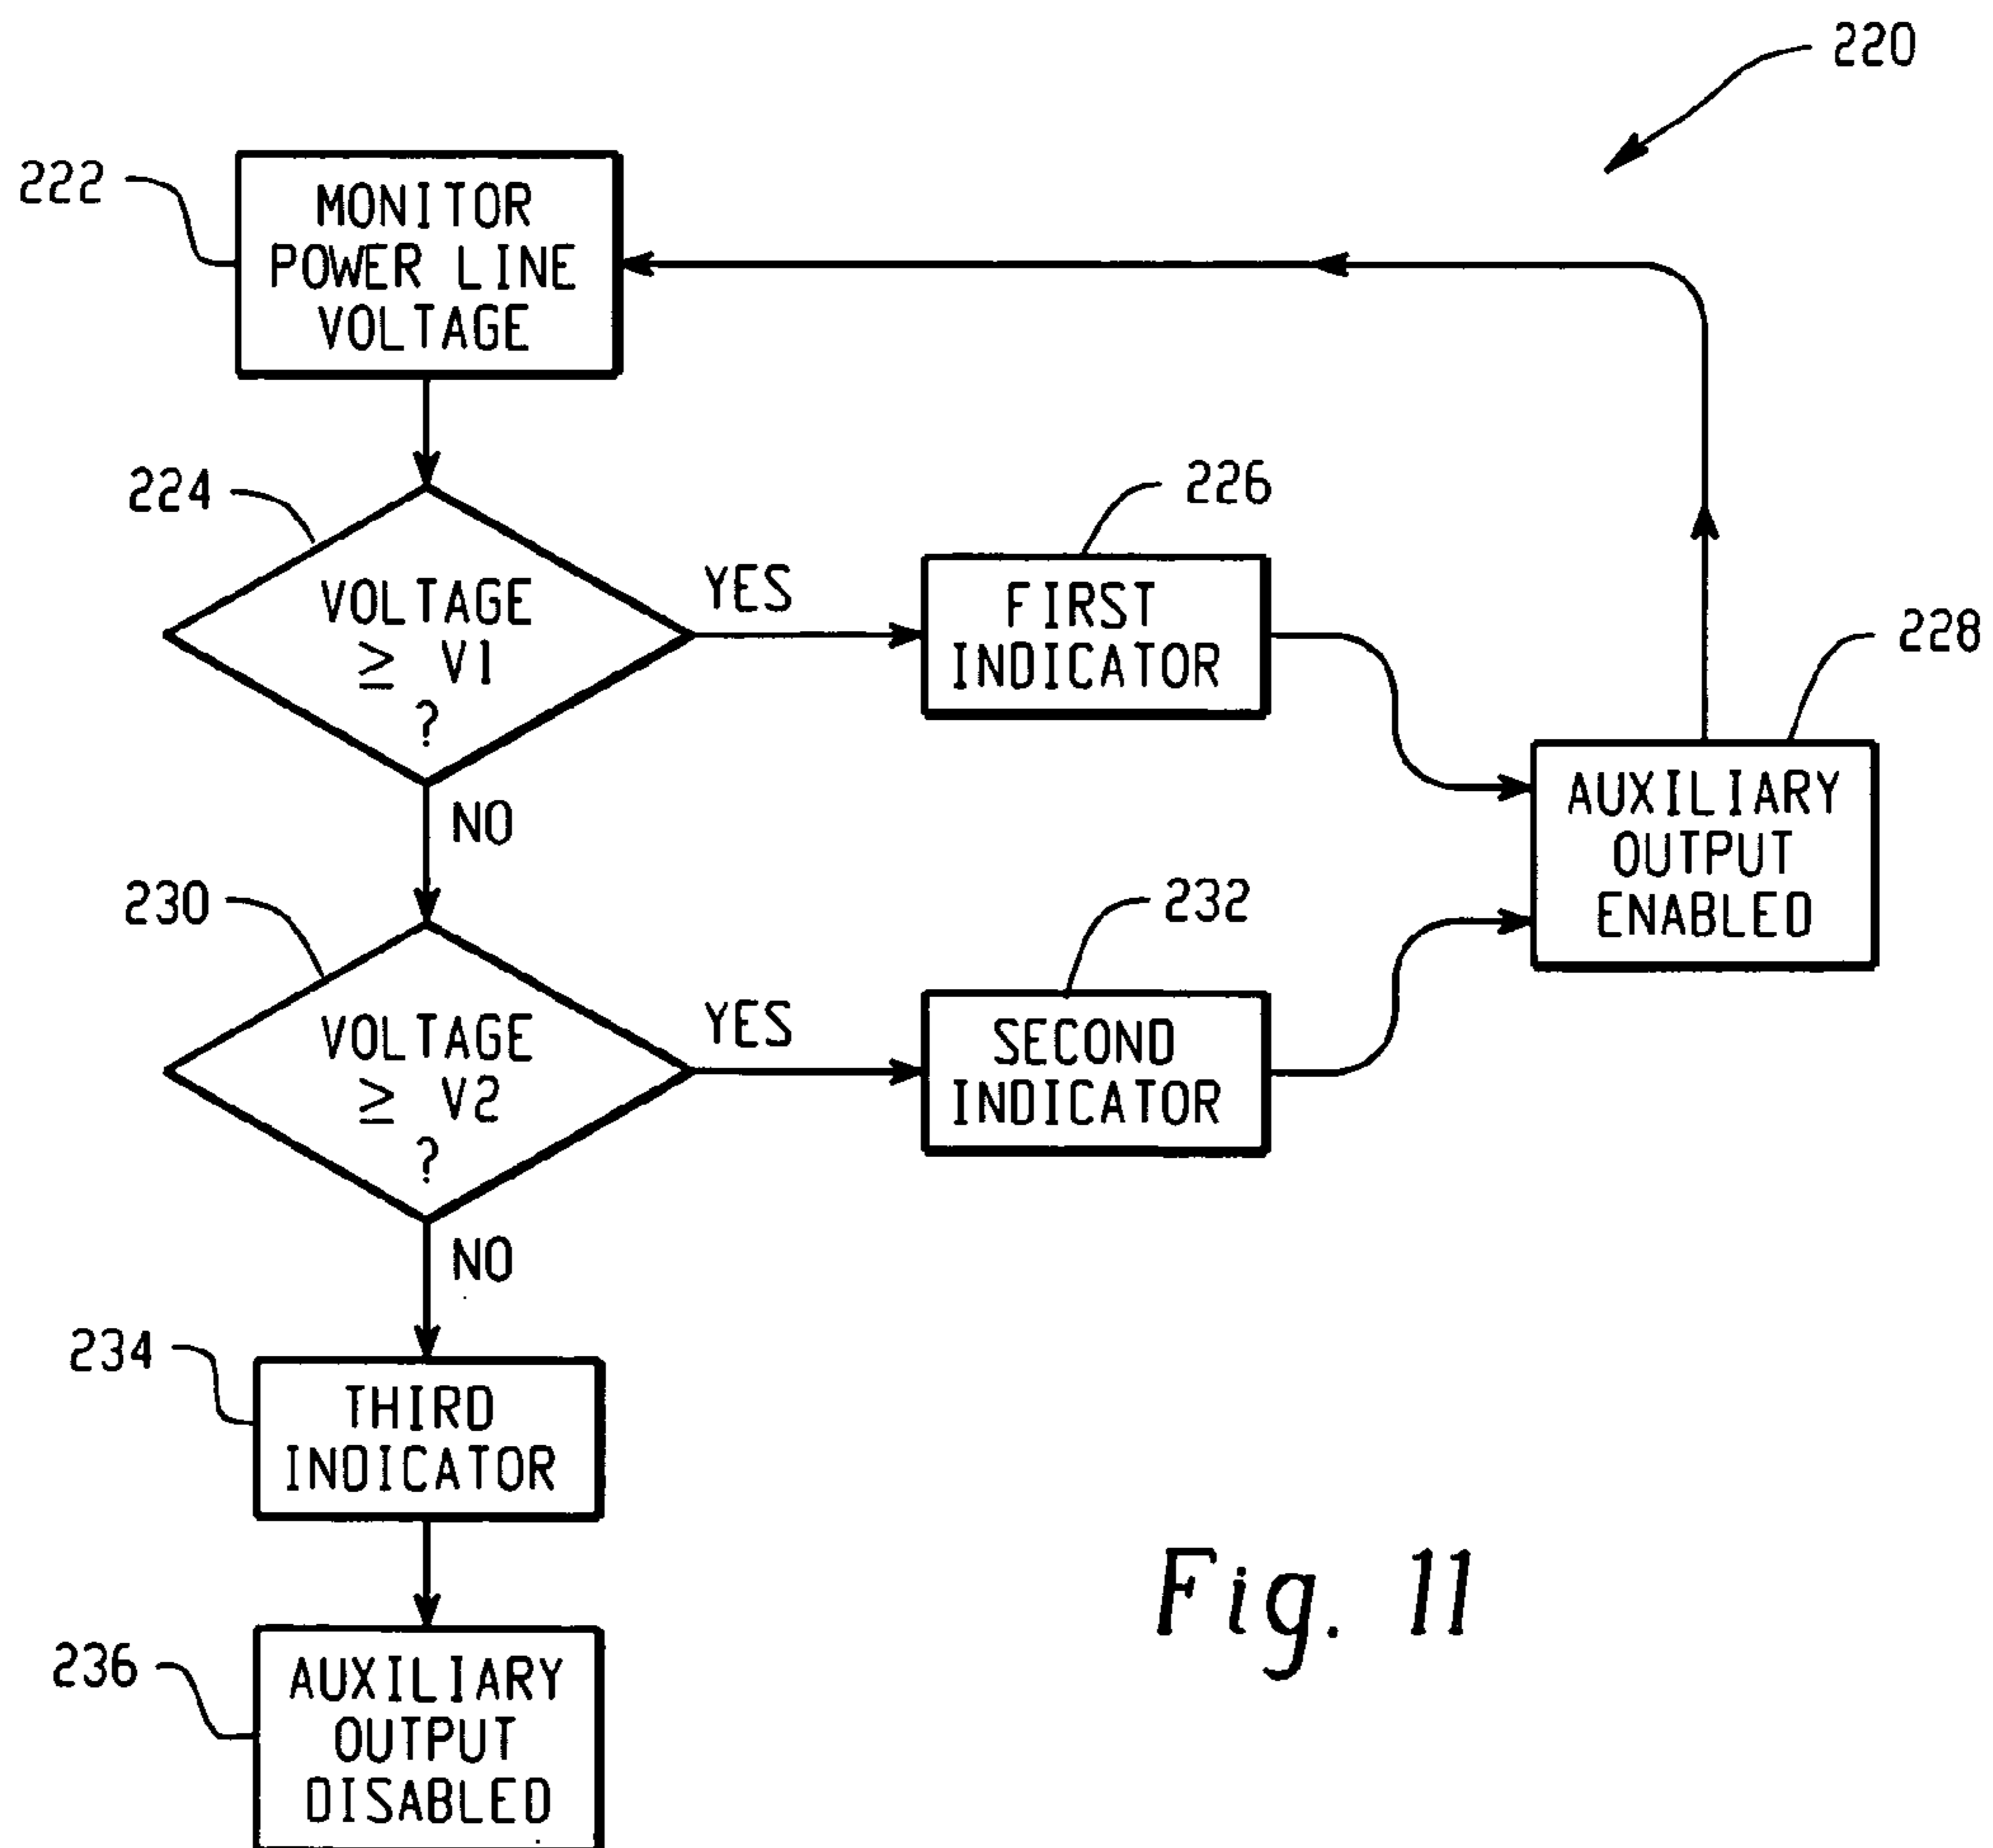 220
222
MONITOR
POWER LINE
VOLTAGE
224
VOLTAGE
≥ V1
?
YES
NO
226
FIRST
INDICATOR
228
AUXILIARY
OUTPUT
ENABLED
230
VOLTAGE
≥ V2
?
YES
NO
232
SECOND
INDICATOR
234
THIRD
INDICATOR
236
AUXILIARY
OUTPUT
DISABLED
Fig. 11